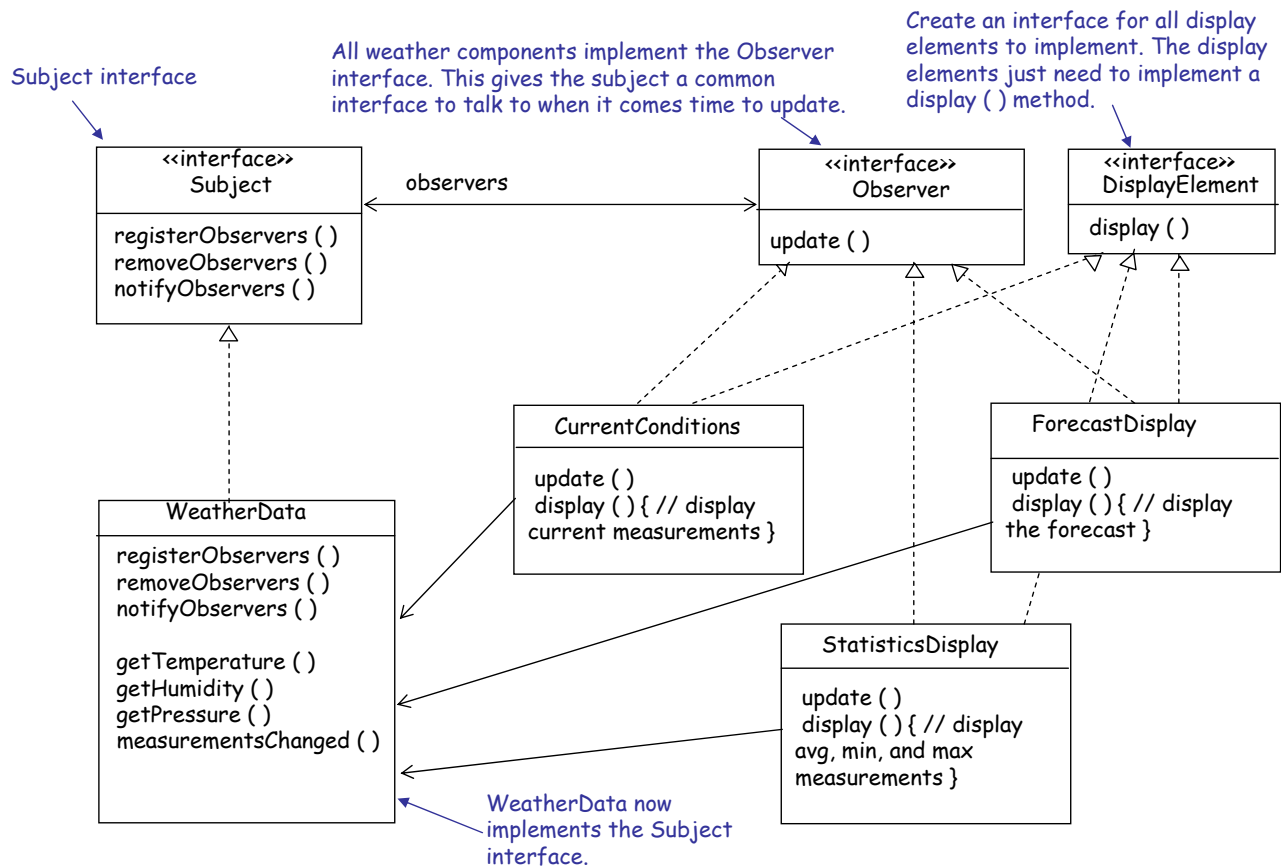 Subject interface
All weather components implement the Observer
interface. This gives the subject a common
interface to talk to when it comes time to update.
Create an interface for all display
elements to implement. The display
elements just need to implement a
display ( ) method.
<<interface>>
Subject
registerObservers ( )
removeObservers ( )
notifyObservers ( )
observers
<<interface>>
Observer
update ( )
<<interface>>
DisplayElement
display ( )
CurrentConditions
update ( )
display ( ) { // display
current measurements }
ForecastDisplay
update ( )
display ( ) { // display
the forecast }
WeatherData
registerObservers ( )
removeObservers ( )
notifyObservers ( )
getTemperature ( )
getHumidity ( )
getPressure ( )
measurementsChanged ( )
StatisticsDisplay
update ( )
display ( ) { // display
avg, min, and max
measurements }
WeatherData now
implements the Subject
interface.